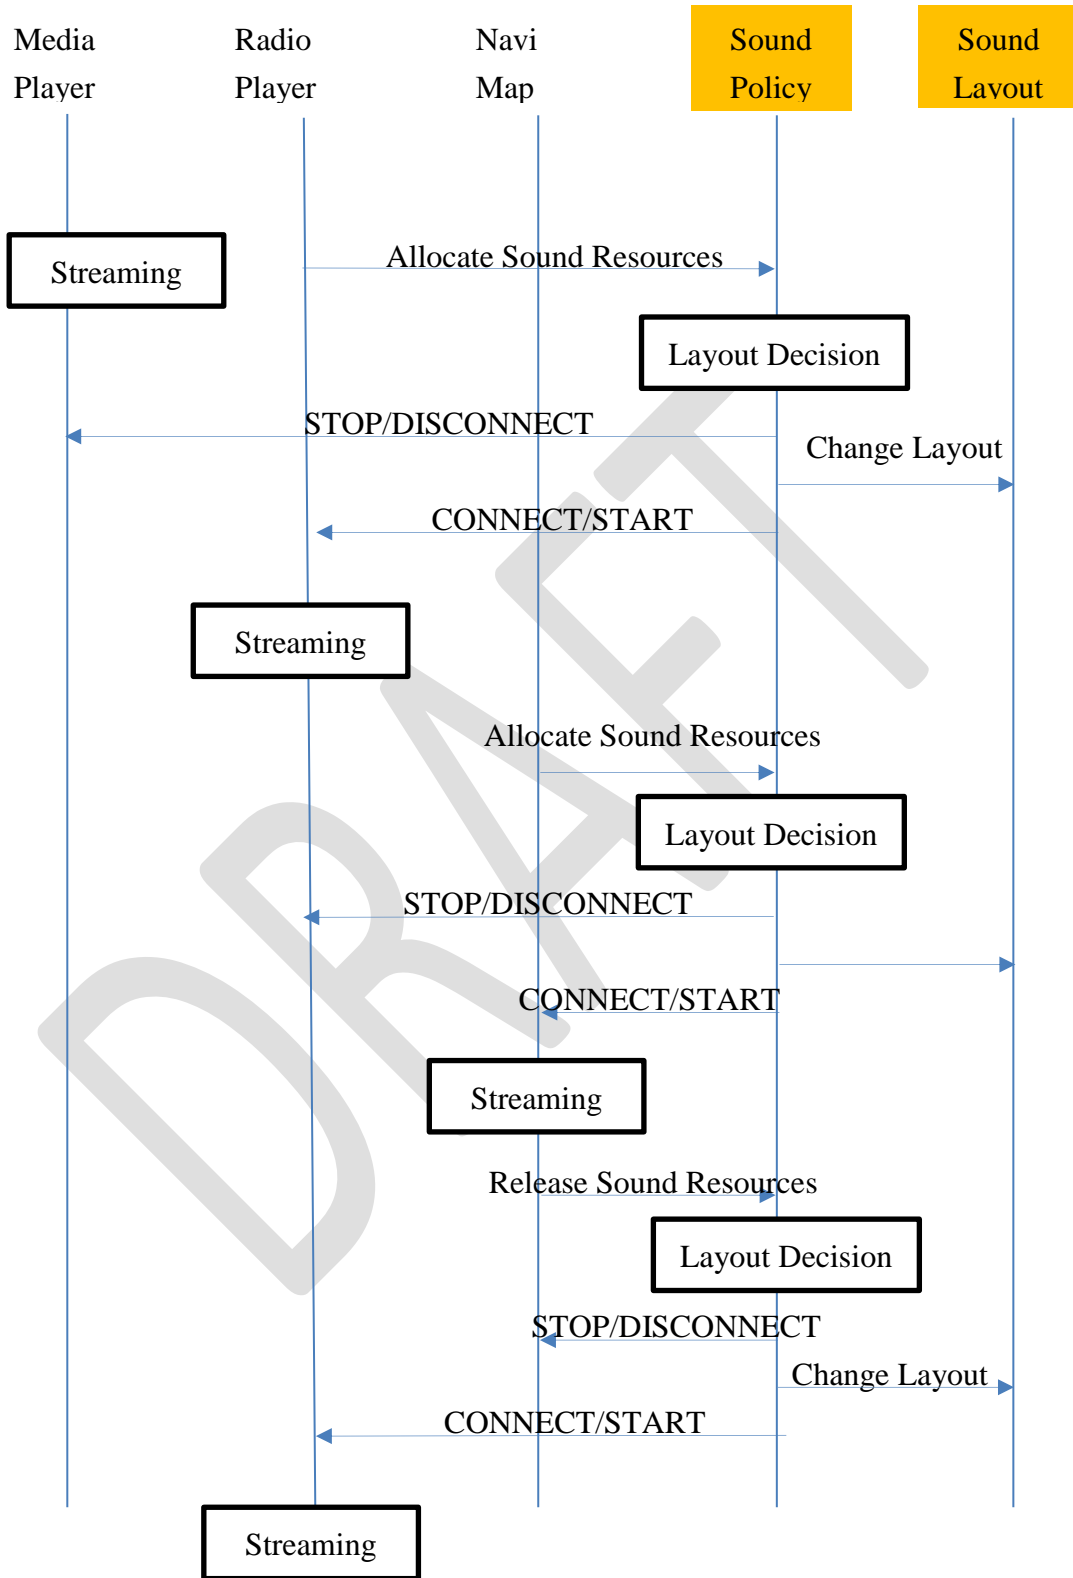 Media
Player
Radio
Player
Navi
Map
Sound
Policy
Sound
Layout
Streaming
Allocate Sound Resources
Layout Decision
STOP/DISCONNECT
Change Layout
CONNECT/START
Streaming
Allocate Sound Resources
Layout Decision
STOP/DISCONNECT
CONNECT/START
Streaming
Release Sound Resources
Layout Decision
STOP/DISCONNECT
Change Layout
CONNECT/START
Streaming
DRAFT